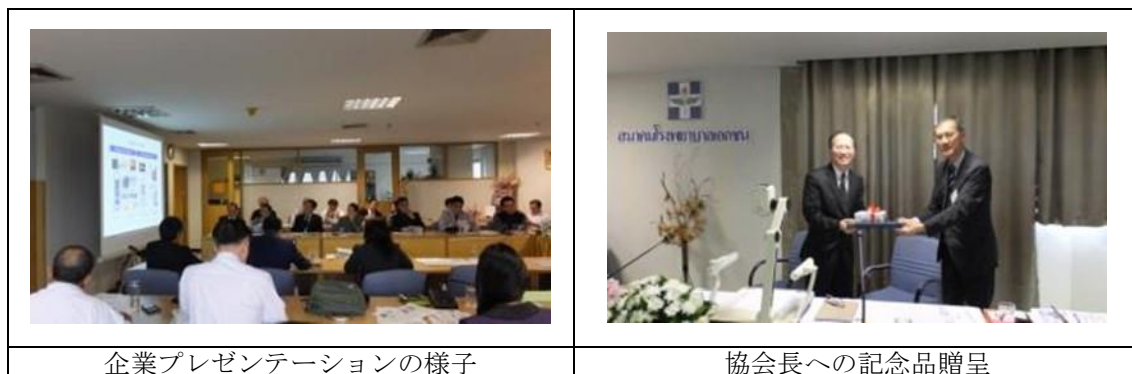 สมาคมโรงพยาบาลเอกชน
企業プレゼンテーションの様子
協会長への記念品贈呈